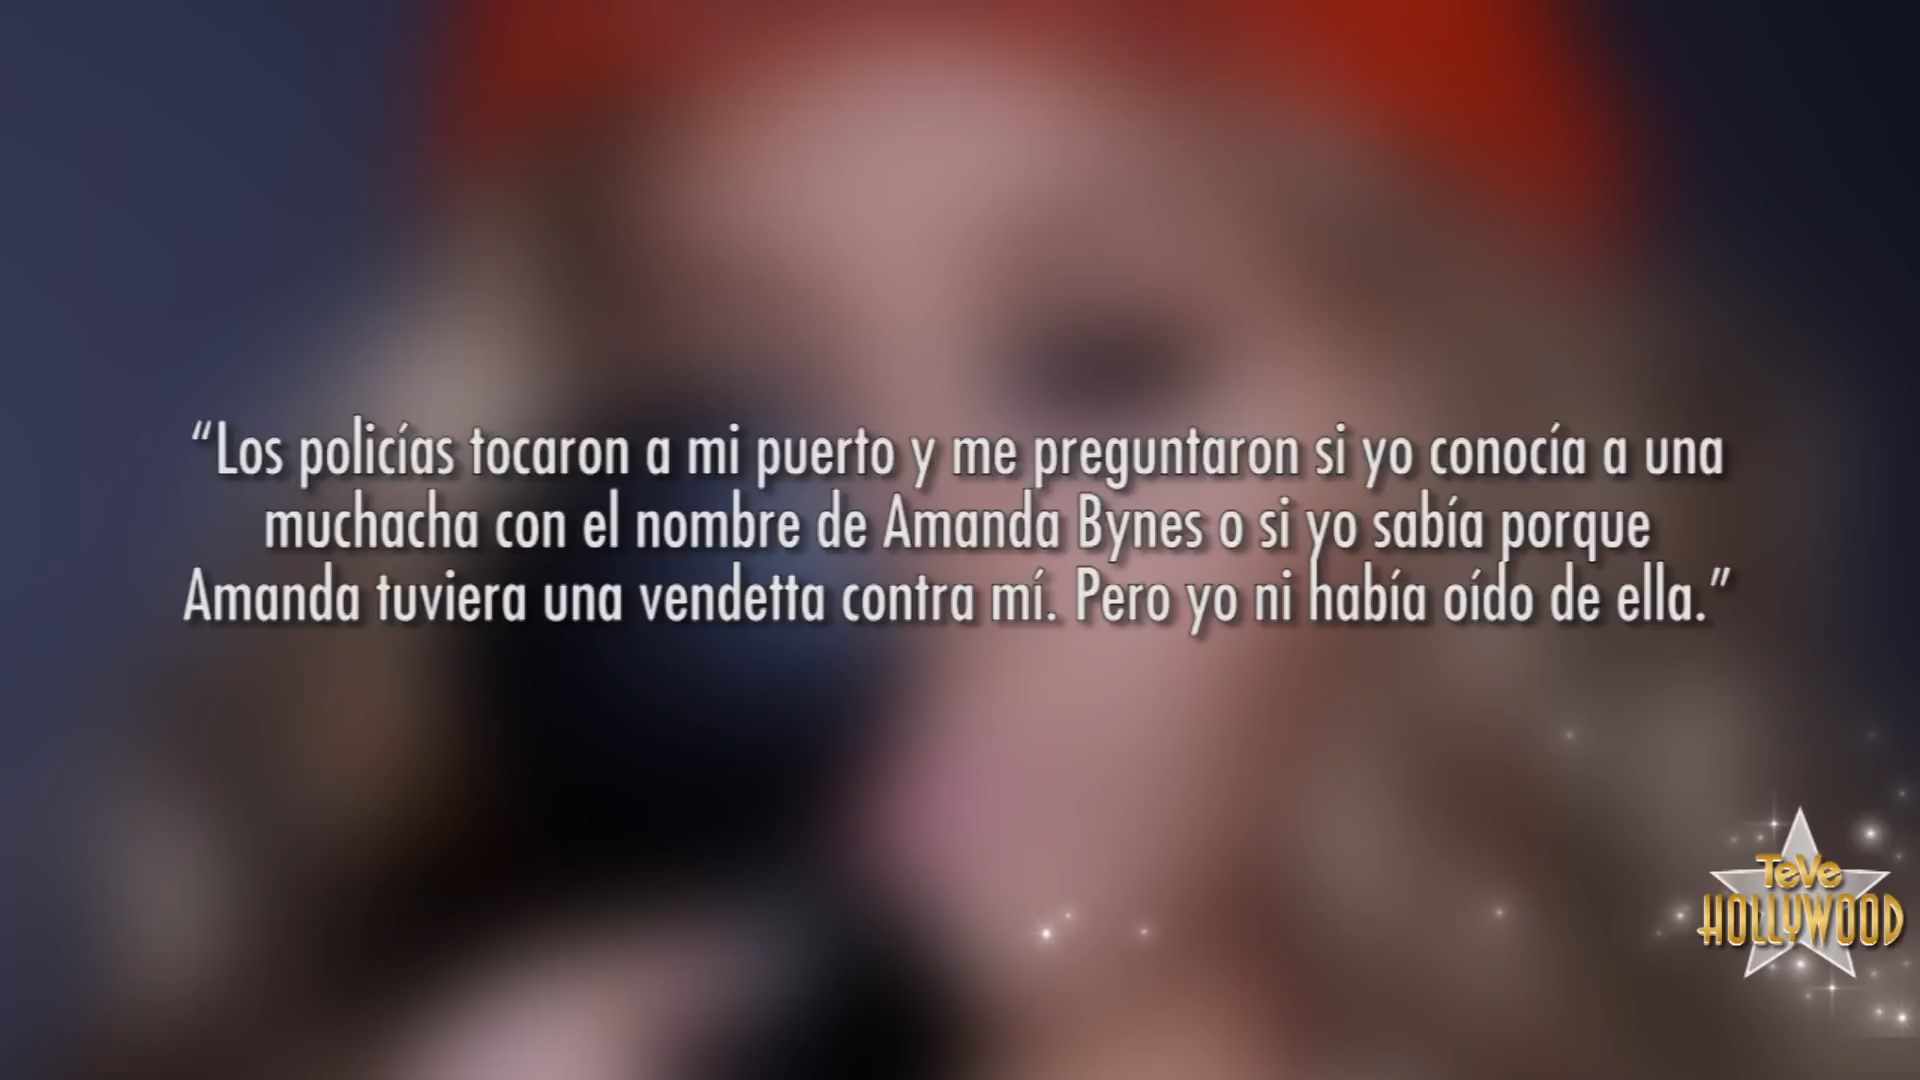 “Los policías tocaron a mi puerto y me preguntaron si yo conocía a una
muchacha con el nombre de Amanda Bynes o si yo sabía porque
Amanda tuviera una vendetta contra mí. Pero yo ni había oído de ella.”
TeVe
HOLLYWOOD